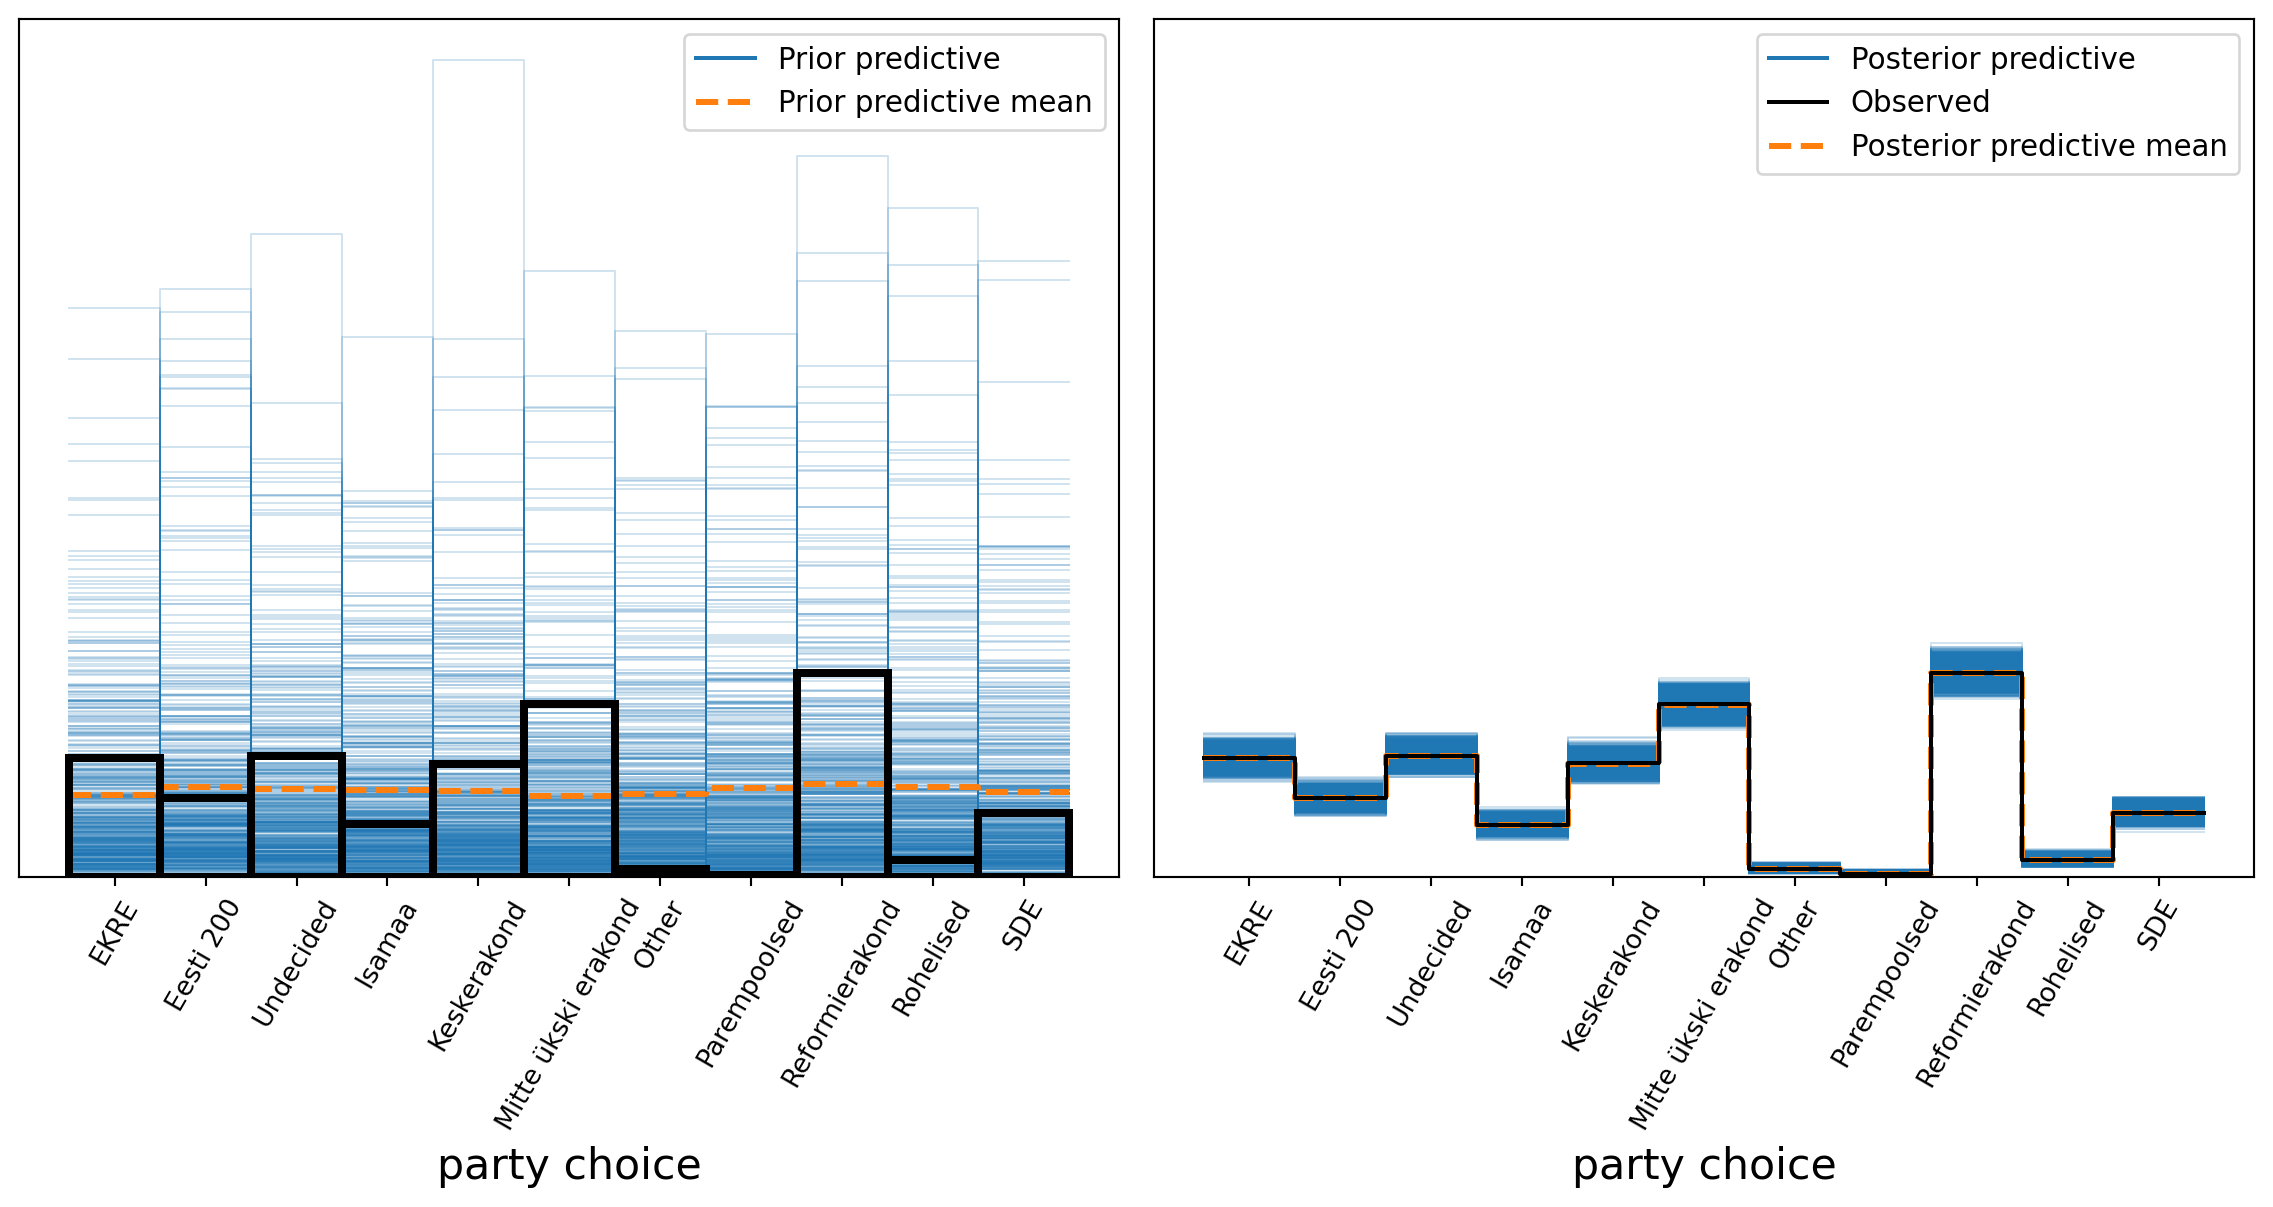 Prior predictive
Prior predictive mean
EKRE
Eesti 200
Undecided
Isamaa
Keskerakond
Mitte ükski erakond
Other
Parempoolsed
Reformierakond
Rohelised
SDE
party choice
Posterior predictive
Observed
Posterior predictive mean
EKRE
Eesti 200
Undecided
Isamaa
Keskerakond
Mitte ükski erakond
Other
Parempoolsed
Reformierakond
Rohelised
SDE
party choice